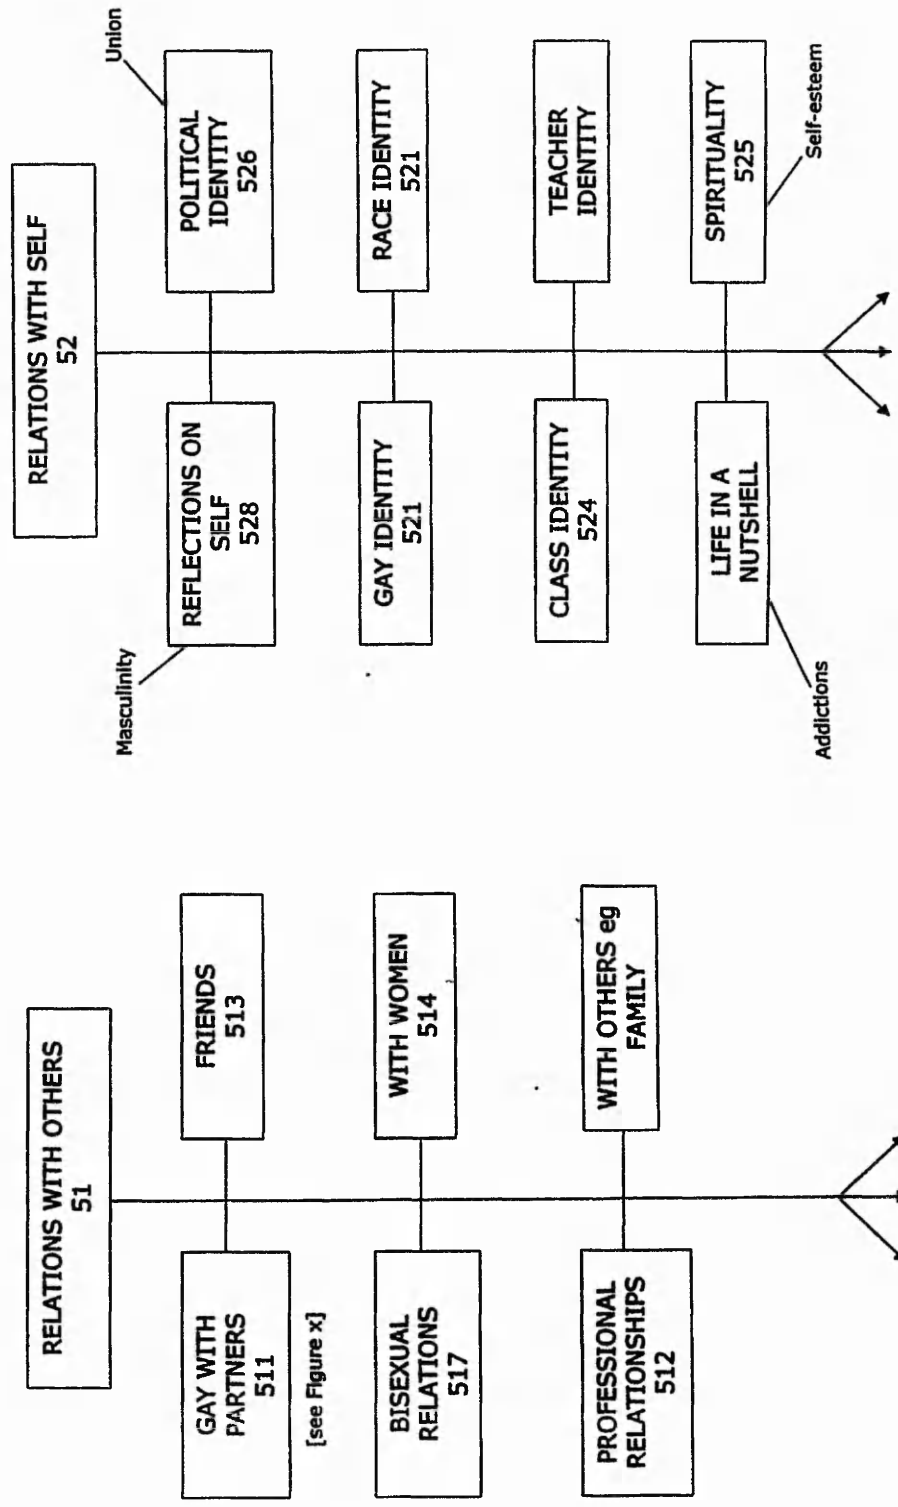 RELATIONS WITH OTHERS
51
GAY WITH
PARTNERS
511
[see Figure x]
FRIENDS
513
BISEXUAL
RELATIONS
517
WITH WOMEN
514
PROFESSIONAL
RELATIONSHIPS
512
WITH OTHERS eg
FAMILY
RELATIONS WITH SELF
52
Masculinity
REFLECTIONS ON
SELF
528
Union
POLITICAL
IDENTITY
526
GAY IDENTITY
521
RACE IDENTITY
521
CLASS IDENTITY
524
TEACHER
IDENTITY
LIFE IN A
NUTSHELL
Addictions
SPIRITUALITY
525
Self-esteem